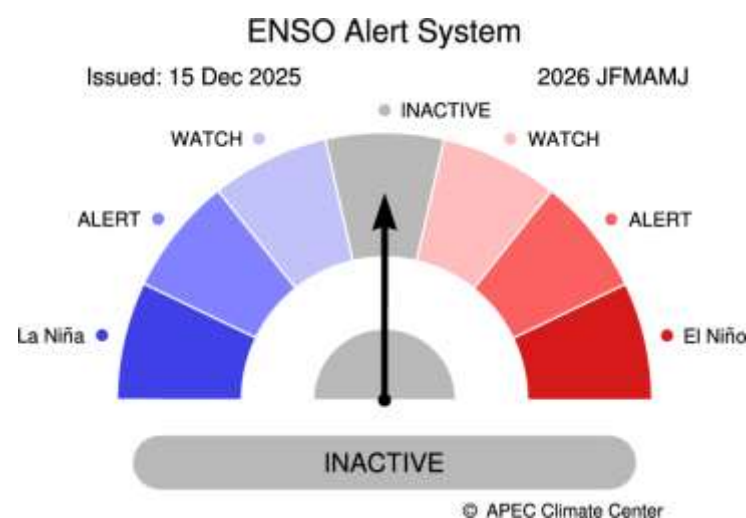 ENSO Alert System
Issued: 15 Dec 2025
2026 JFMAMJ
INACTIVE
WATCH
WATCH
ALERT
ALERT
La Niña
El Niño
INACTIVE
© APEC Climate Center